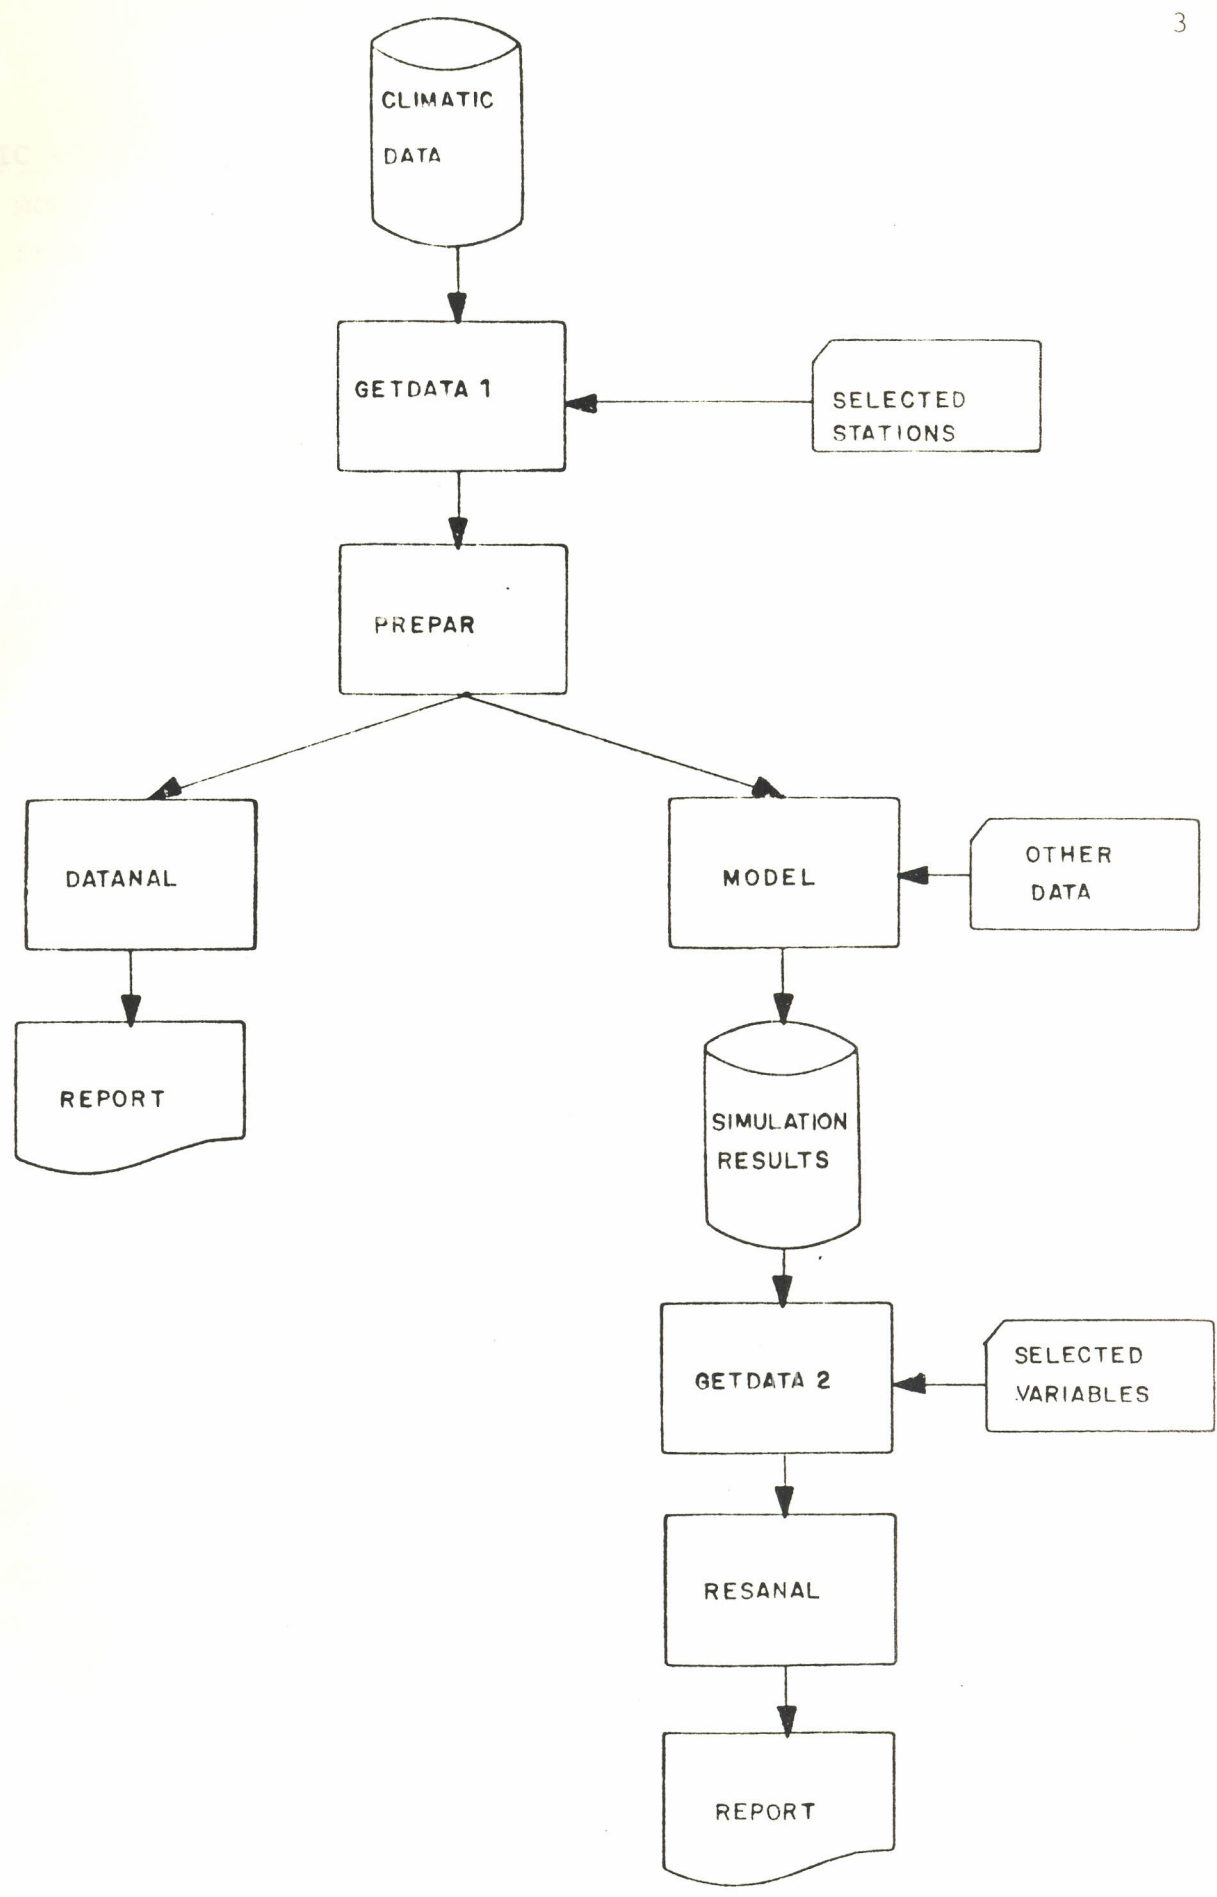 3
CLIMATIC
DATA
GETDATA 1
SELECTED
STATIONS
PREPAR
DATANAL
MODEL
OTHER
DATA
REPORT
SIMULATION
RESULTS
GETDATA 2
SELECTED
VARIABLES
RESANAL
REPORT